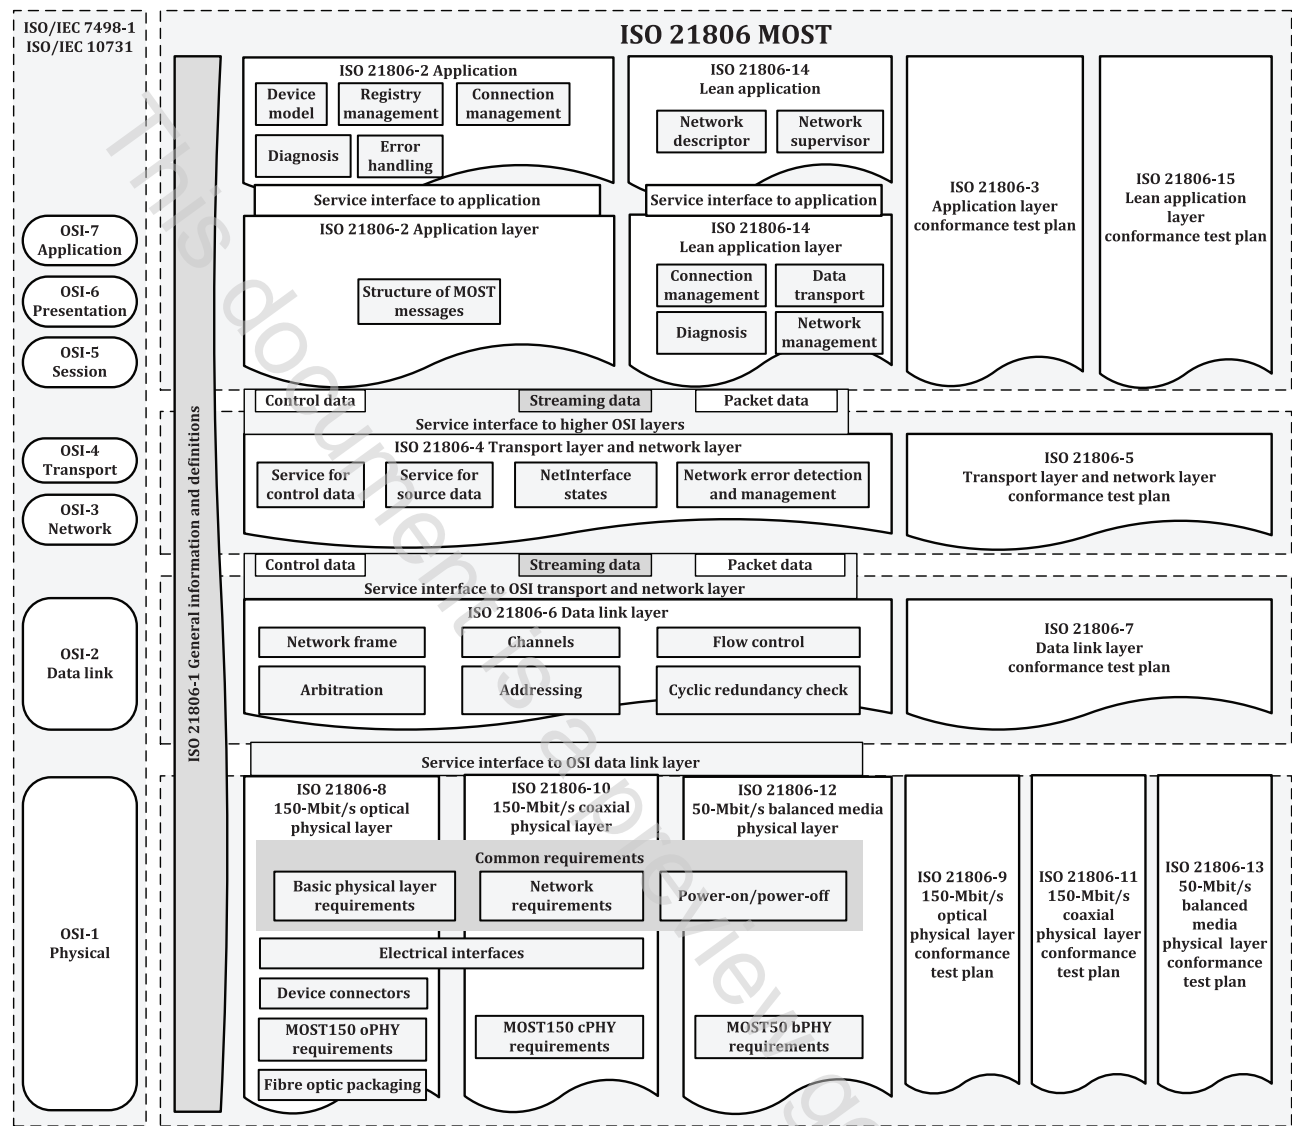 ISO/IEC 7498-1
ISO/IEC 10731
OSI-7
Application
OSI-6
Presentation
OSI-5
Session
OSI-4
Transport
OSI-3
Network
OSI-2
Data link
OSI-1
Physical
ISO 21806 MOST
ISO 21806-1 General information and definitions
ISO 21806-2 Application
Device
model
Registry
management
Connection
management
Diagnosis
Error
handling
Service interface to application
ISO 21806-2 Application layer
Structure of MOST
messages
ISO 21806-14
Lean application
Network
descriptor
Network
supervisor
Service interface to application
ISO 21806-14
Lean application layer
Connection
management
Data
transport
Diagnosis
Network
management
ISO 21806-3
Application layer
conformance test plan
ISO 21806-15
Lean application
layer
conformance test plan
Control data
Streaming data
Packet data
Service interface to higher OSI layers
ISO 21806-4 Transport layer and network layer
Service for
control data
Service for
source data
NetInterface
states
Network error detection
and management
ISO 21806-5
Transport layer and network layer
conformance test plan
Control data
Streaming data
Packet data
Service interface to OSI transport and network layer
ISO 21806-6 Data link layer
Network frame
Channels
Flow control
Arbitration
Addressing
Cyclic redundancy check
ISO 21806-7
Data link layer
conformance test plan
Service interface to OSI data link layer
ISO 21806-8
150-Mbit/s optical
physical layer
ISO 21806-10
150-Mbit/s coaxial
physical layer
ISO 21806-12
50-Mbit/s balanced media
physical layer
Common requirements
Basic physical layer
requirements
Network
requirements
Power-on/power-off
Electrical interfaces
Device connectors
MOST150 oPHY
requirements
Fibre optic packaging
MOST150 cPHY
requirements
MOST50 bPHY
requirements
ISO 21806-9
150-Mbit/s
optical
physical layer
conformance
test plan
ISO 21806-11
150-Mbit/s
coaxial
physical layer
conformance
test plan
ISO 21806-13
50-Mbit/s
balanced
media
physical layer
conformance
test plan
This document is a preview ge